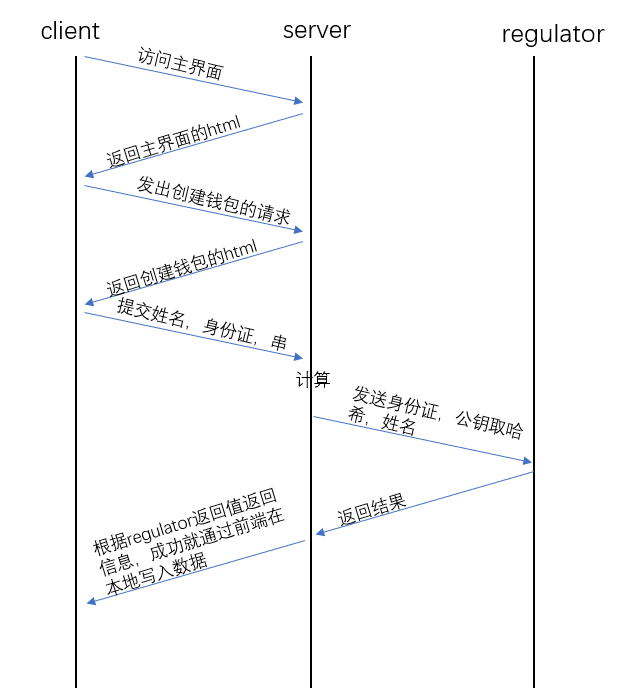 client
server
regulator
访问主界面
返回主界面的html
发出创建钱包的请求
返回创建钱包的html
提交姓名，身份证，串
计算
发送身份证，公钥取哈
希，姓名
返回结果
根据regulator返回值返回
信息，成功就通过前端在
本地写入数据